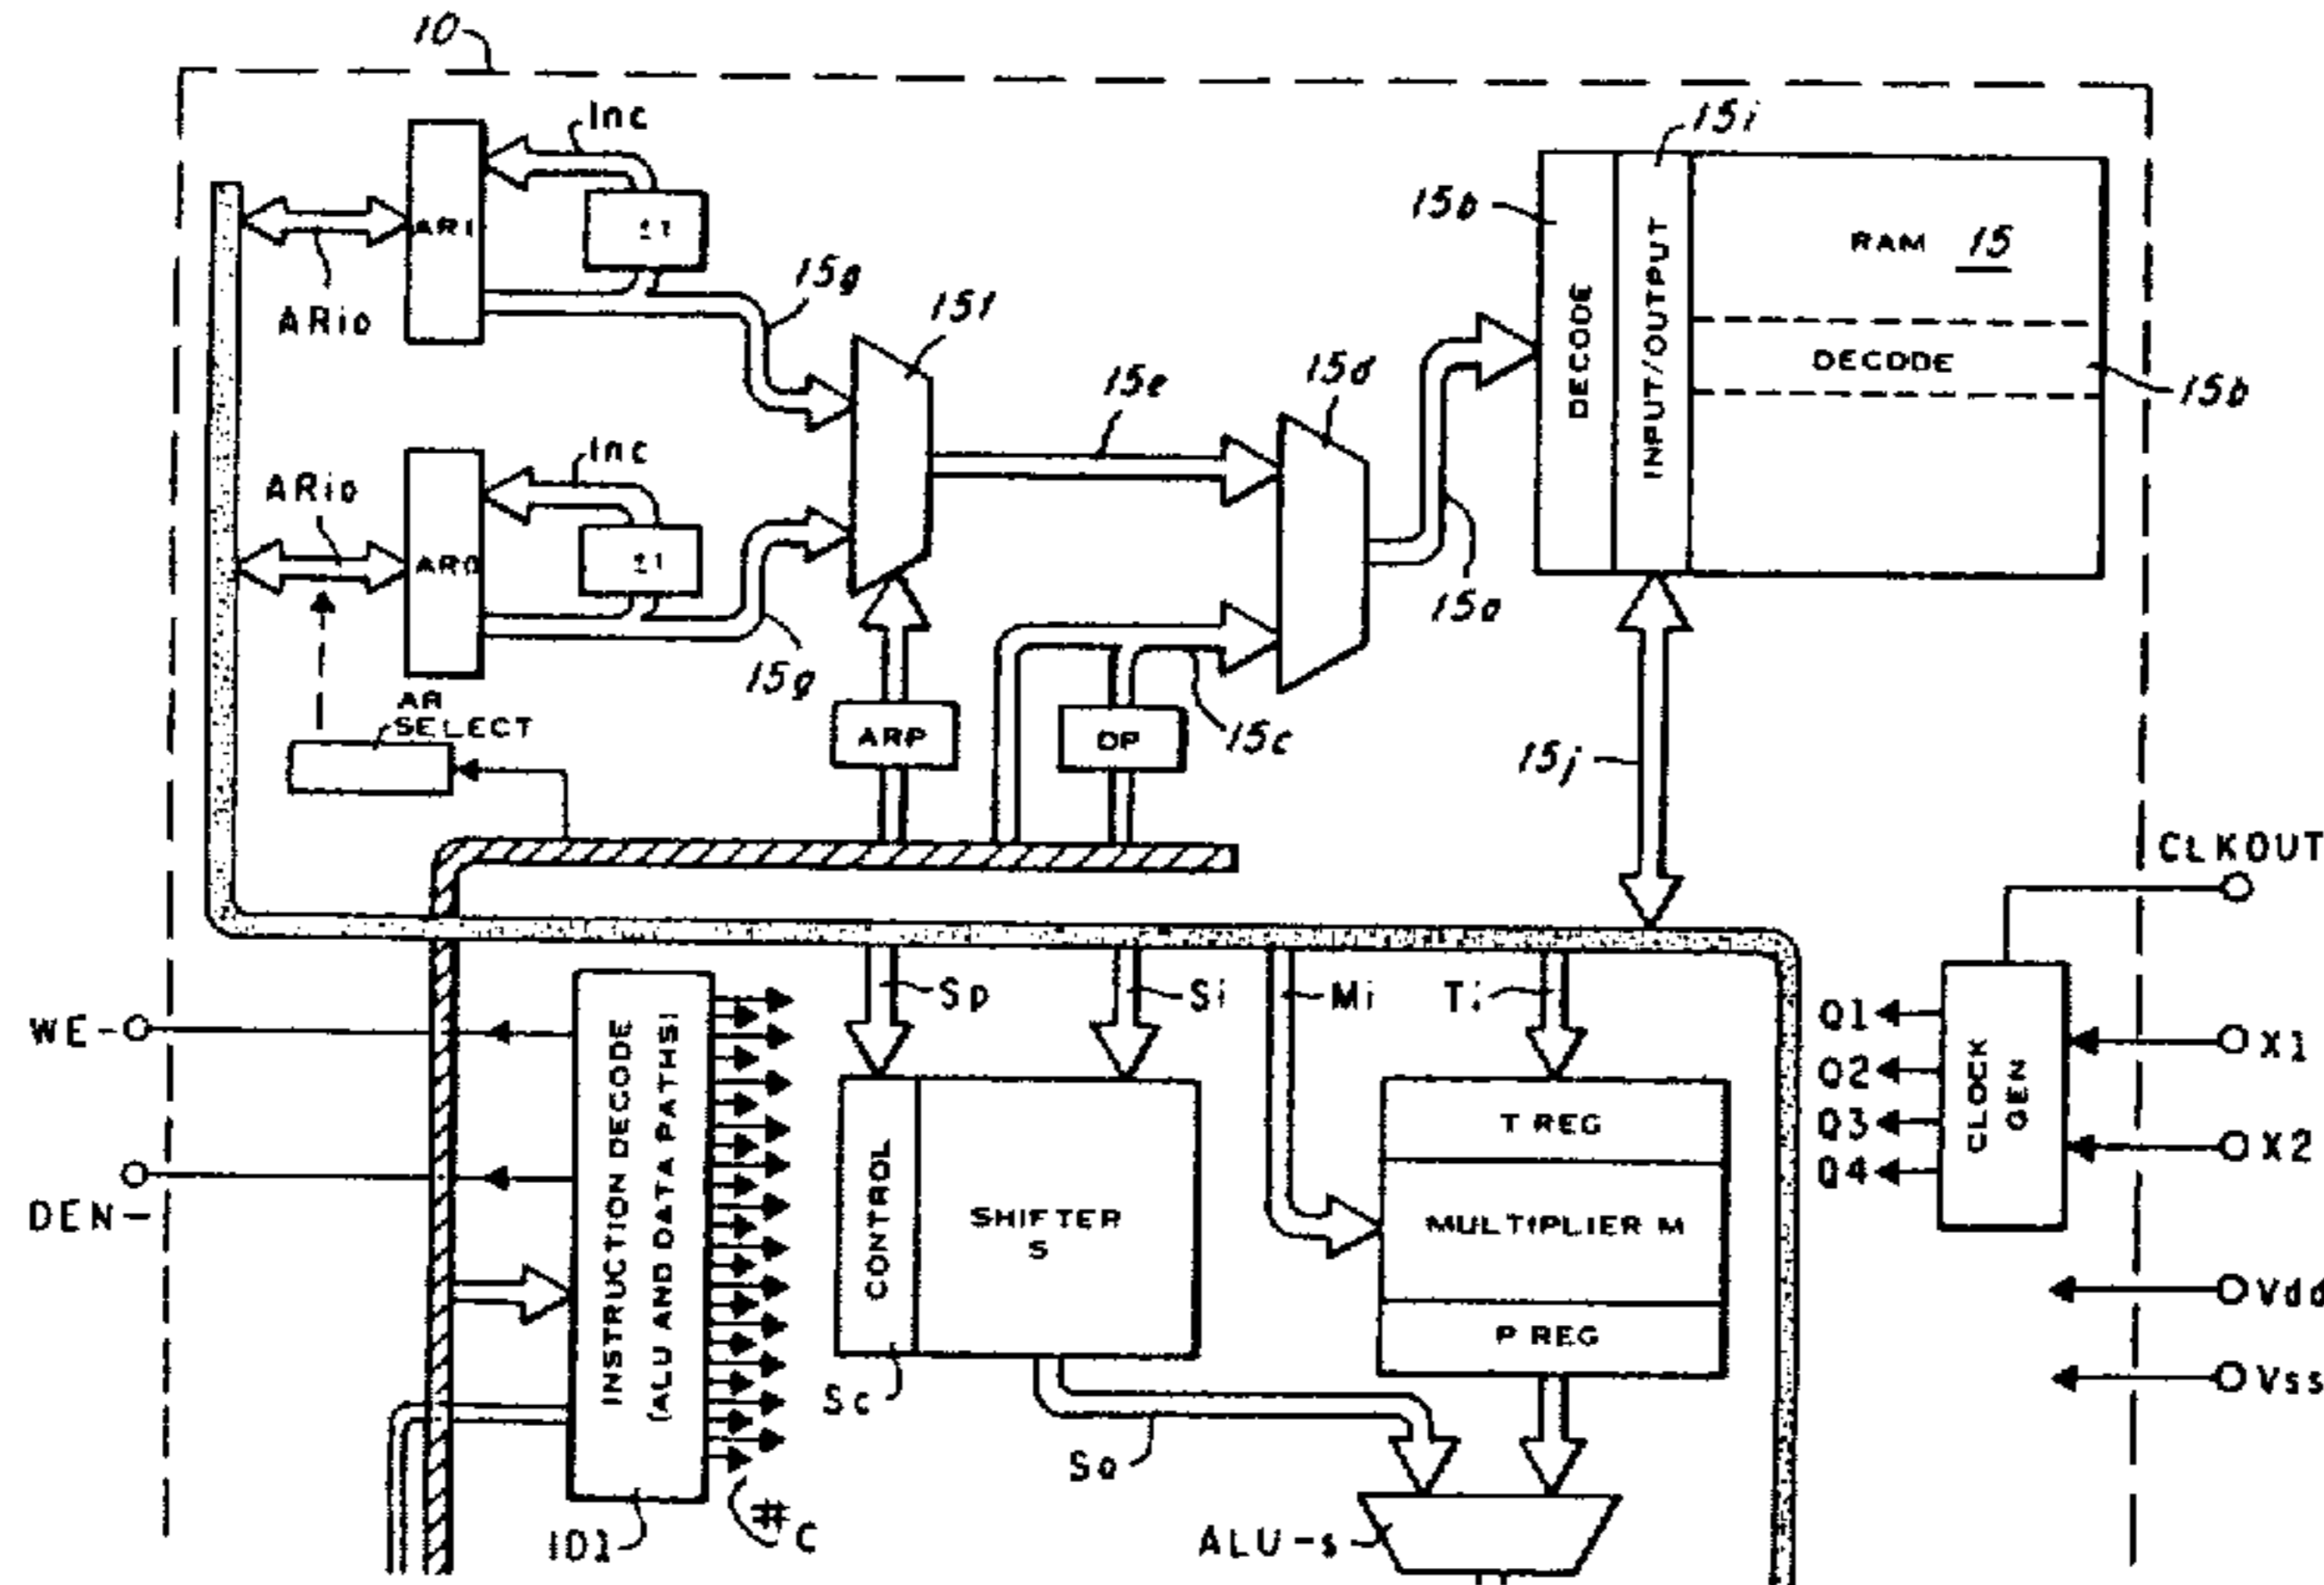 10
Inc
AR1
±1
ARio
15g
15f
15i
15b
DECODE
INPUT/OUTPUT
RAM 15
DECODE
15b
15e
15d
Inc
ARio
AR0
±1
15g
15a
AR
SELECT
ARP
DP
15c
15j
CLKOUT
WE-
DEN-
INSTRUCTION DECODE
(ALU AND DATA PATHS)
ID1
#C
Sp
Si
Mi
Ti
CONTROL
SHIFTER
S
Sc
So
T REG
MULTIPLIER M
P REG
ALU-s
Q1
Q2
Q3
Q4
CLOCK
GEN
X1
X2
Vdd
Vss